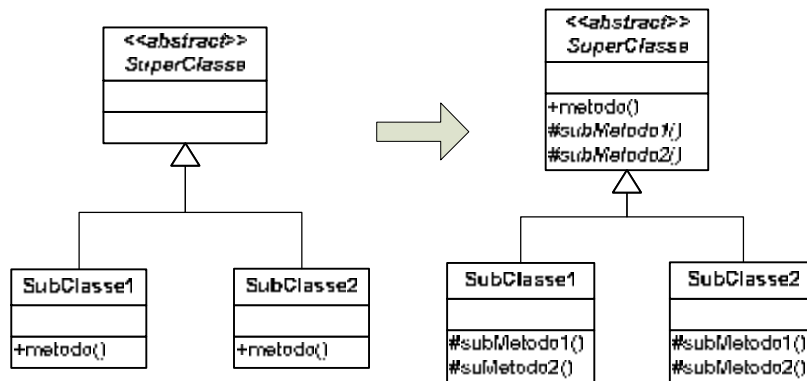 <<abstract>>
SuperClasse
SubClasse1
+metodo()
SubClasse2
+metodo()
<<abstract>>
SuperClasse
+metodo()
#subMetodo1()
#subMetodo2()
SubClasse1
#subMetodo1()
#suMetodo2()
SubClasse2
#subMetodo1()
#subMetodo2()